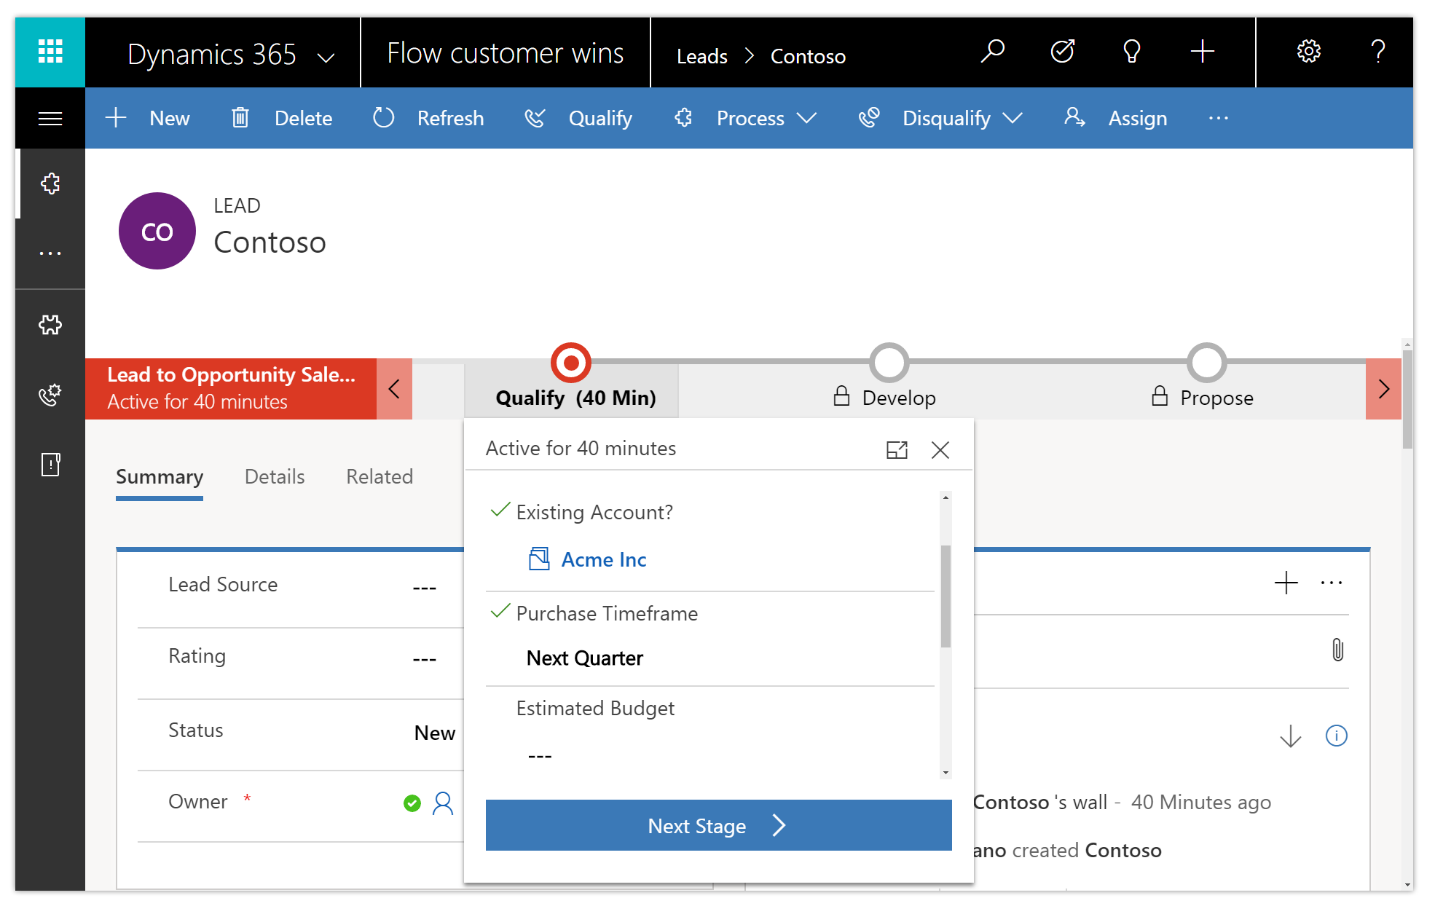 Dynamics 365
Flow customer wins
Leads > Contoso
?
New
Delete
Refresh
Qualify
Process
Disqualify
Assign
...
CO
LEAD
Contoso
...
Lead to Opportunity Sale...
Active for 40 minutes
Qualify (40 Min)
Develop
Propose
Active for 40 minutes
Summary
Details
Related
Existing Account?
Acme Inc
Purchase Timeframe
Next Quarter
Estimated Budget
---
Next Stage
Lead Source
---
Rating
---
Status
New
Owner *
...
Contoso 's wall - 40 Minutes ago
ano created Contoso